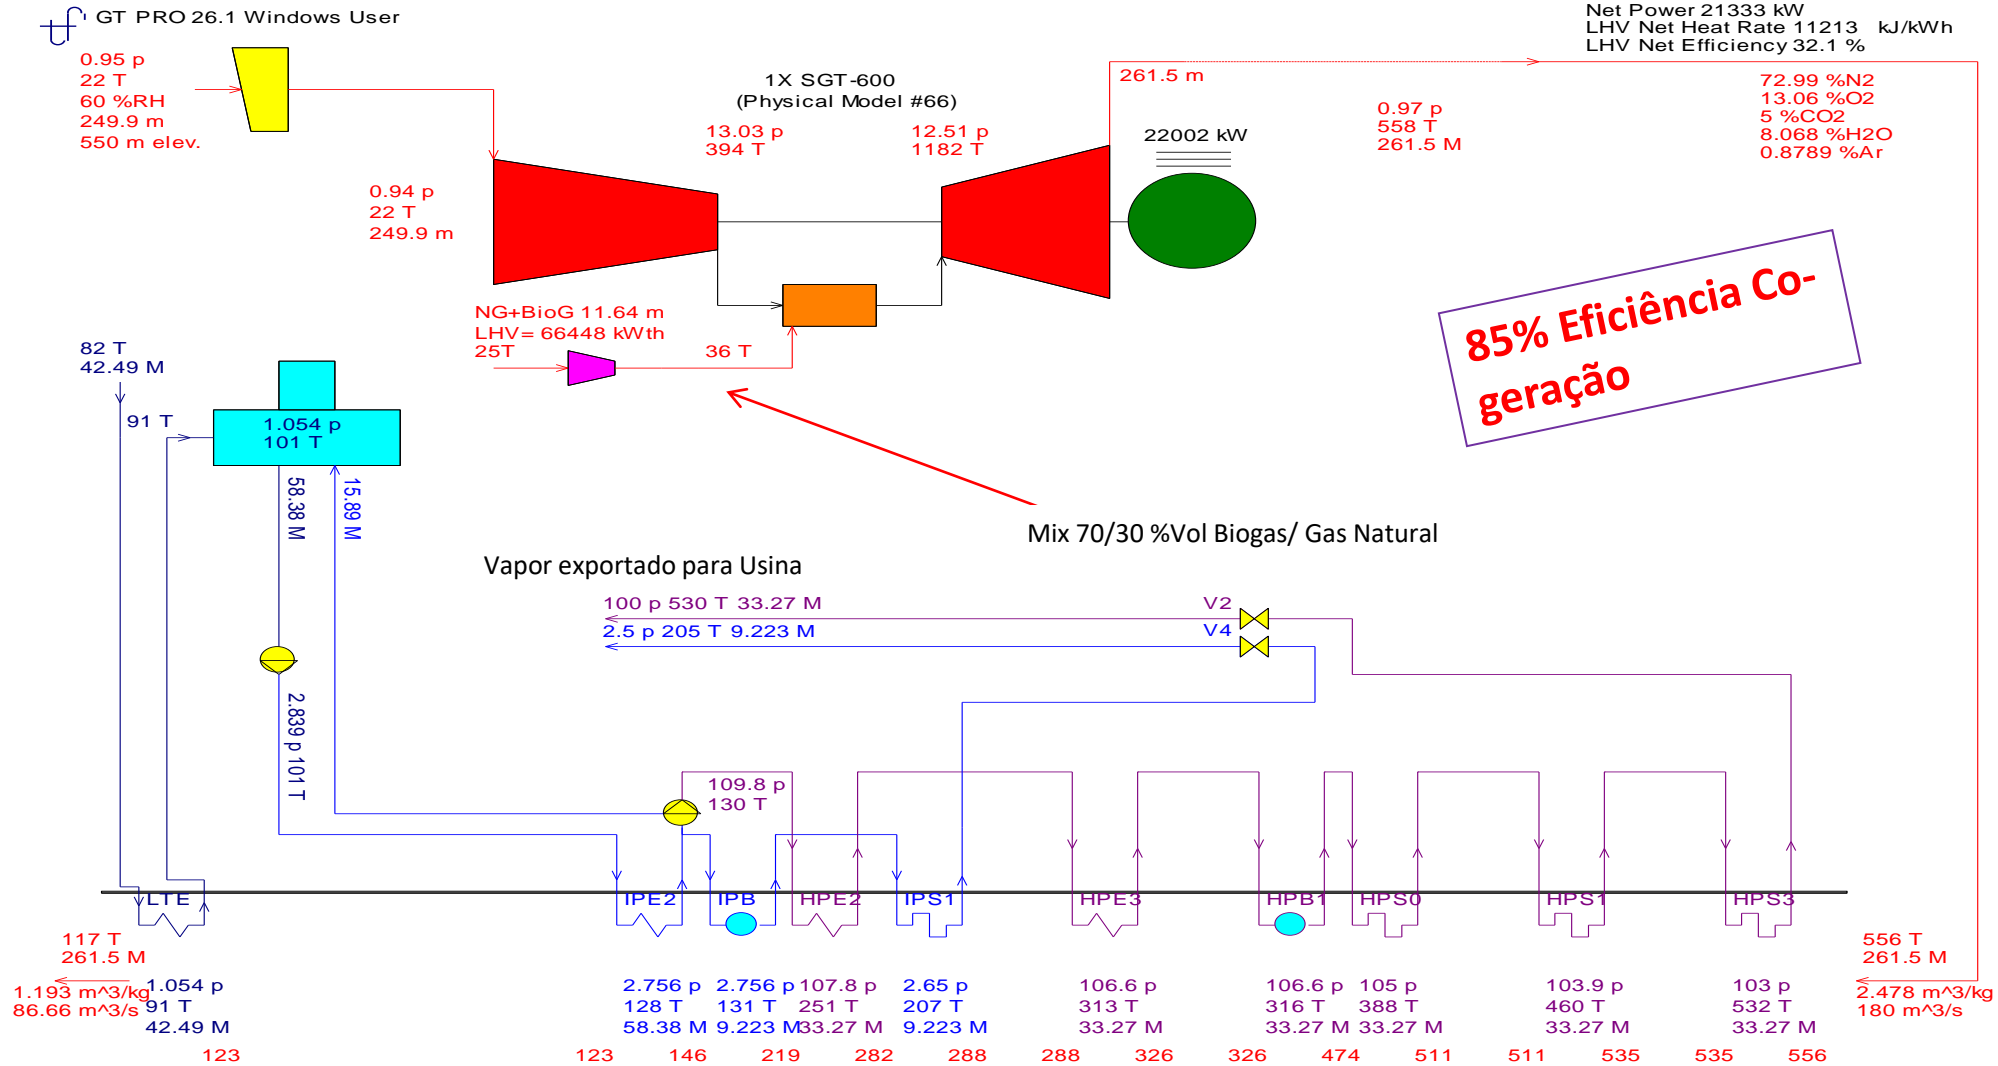 GT PRO 26.1 Windows User
Net Power 21333 kW
LHV Net Heat Rate 11213 kJ/kWh
LHV Net Efficiency 32.1 %
0.95 p
22 T
60 %RH
249.9 m
550 m elev.
1X SGT-600
(Physical Model #66)
13.03 p
394 T
12.51 p
1182 T
261.5 m
22002 kW
0.97 p
558 T
261.5 M
72.99 %N2
13.06 %O2
5 %CO2
8.068 %H2O
0.8789 %Ar
0.94 p
22 T
249.9 m
NG+BioG 11.64 m
LHV= 66448 kWth
25T
36 T
85% Eficiência Co-
geração
82 T
42.49 M
91 T
1.054 p
101 T
58.38 M
15.89 M
Mix 70/30 %Vol Biogas/ Gas Natural
Vapor exportado para Usina
100 p 530 T 33.27 M
V2
2.5 p 205 T 9.223 M
V4
2.839 p 101 T
109.8 p
130 T
LTE
IPE2
IPB
HPE2
IPS1
HPE3
HPB1
HPS0
HPS1
HPS3
117 T
261.5 M
1.193 m^3/kg
86.66 m^3/s
1.054 p
91 T
42.49 M
2.756 p
128 T
58.38 M
2.756 p
131 T
9.223 M
107.8 p
251 T
33.27 M
2.65 p
207 T
9.223 M
106.6 p
313 T
33.27 M
106.6 p
316 T
33.27 M
105 p
388 T
33.27 M
103.9 p
460 T
33.27 M
103 p
532 T
33.27 M
556 T
261.5 M
2.478 m^3/kg
180 m^3/s
123 123 146 219 282 288 288 326 326 474 511 511 535 535 556